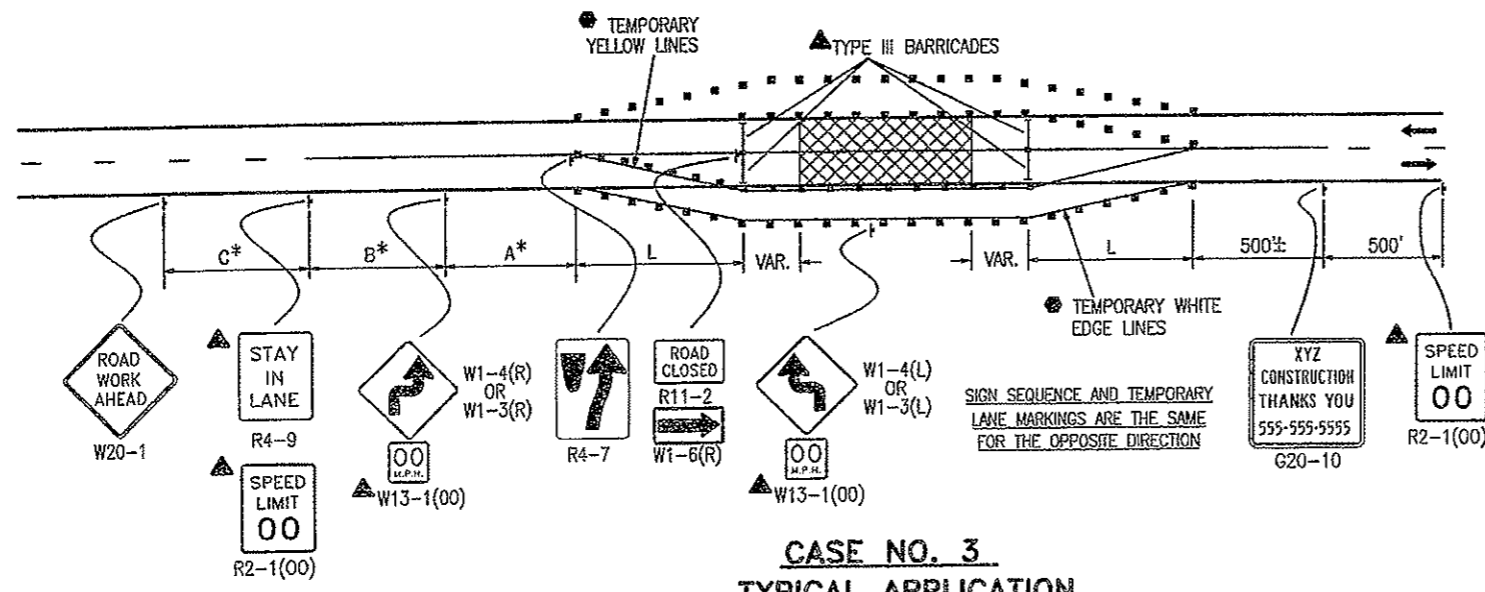 TEMPORARY
YELLOW LINES
TYPE III BARRICADES
C*
B*
A*
L
VAR.
VAR.
L
500'±
500'
TEMPORARY WHITE
EDGE LINES
ROAD
WORK
AHEAD
W20-1
STAY
IN
LANE
R4-9
SPEED
LIMIT
00
R2-1(00)
W1-4(R)
OR
W1-3(R)
00
M.P.H.
W13-1(00)
R4-7
ROAD
CLOSED
R11-2
W1-6(R)
W1-4(L)
OR
W1-3(L)
00
M.P.H.
W13-1(00)
SIGN SEQUENCE AND TEMPORARY
LANE MARKINGS ARE THE SAME
FOR THE OPPOSITE DIRECTION
XYZ
CONSTRUCTION
THANKS YOU
555-555-5555
G20-10
SPEED
LIMIT
00
R2-1(00)
CASE NO. 3
TYPICAL APPLICATION